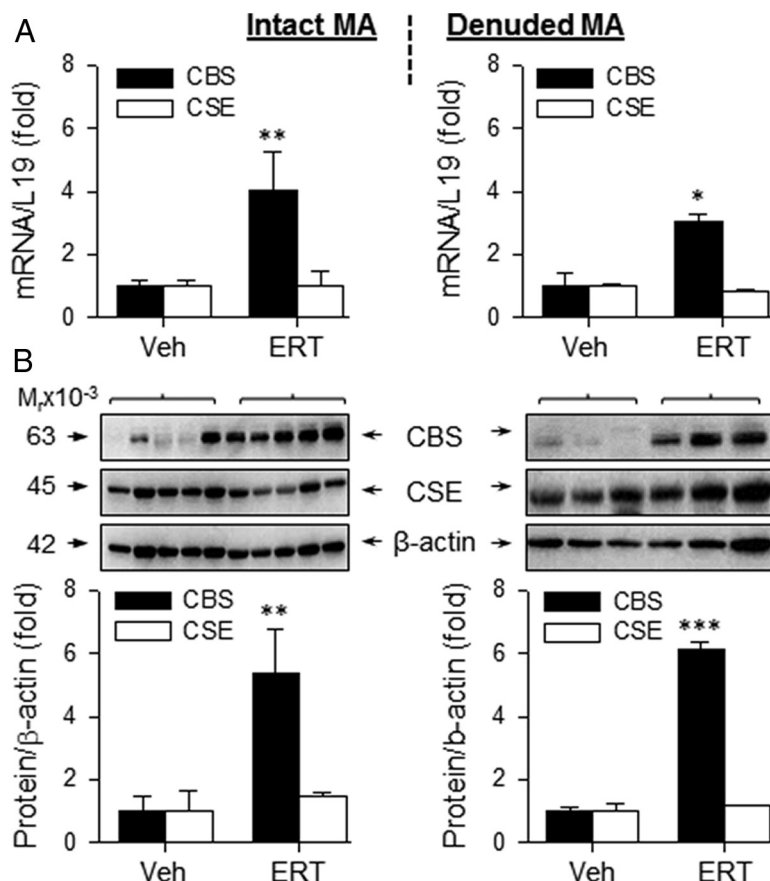 A
Intact MA
Denuded MA
mRNA/L19 (fold)
8
6
4
2
0
CBS
CSE
**
Veh
ERT
mRNA/L19 (fold)
8
6
4
2
0
CBS
CSE
*
Veh
ERT
B
Mrx10-3
63
CBS
45
CSE
42
β-actin
Protein/β-actin (fold)
8
6
4
2
0
CBS
CSE
**
Veh
ERT
Protein/b-actin (fold)
8
6
4
2
0
CBS
CSE
***
Veh
ERT